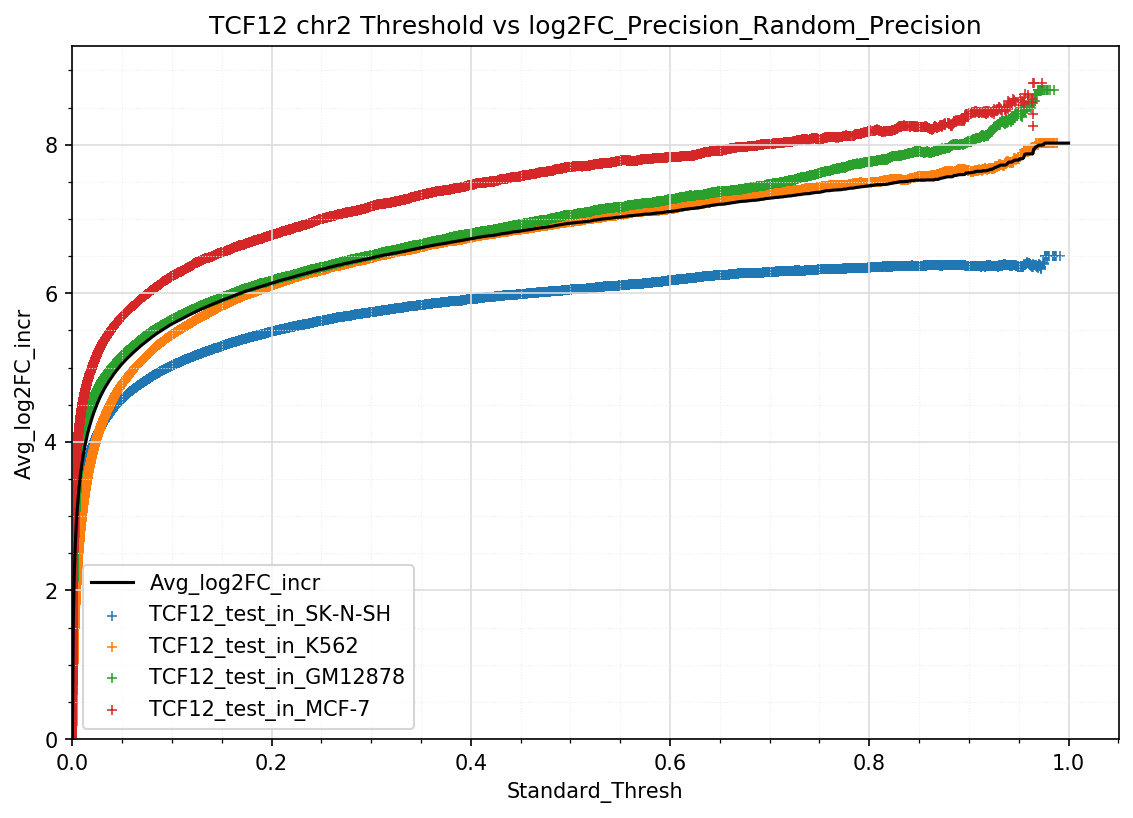 TCF12 chr2 Threshold vs log2FC_Precision_Random_Precision
Avg_log2FC_incr
8
6
4
2
0
Avg_log2FC_incr
TCF12_test_in_SK-N-SH
TCF12_test_in_K562
TCF12_test_in_GM12878
TCF12_test_in_MCF-7
0.0 0.2 0.4 0.6 0.8 1.0
Standard_Thresh